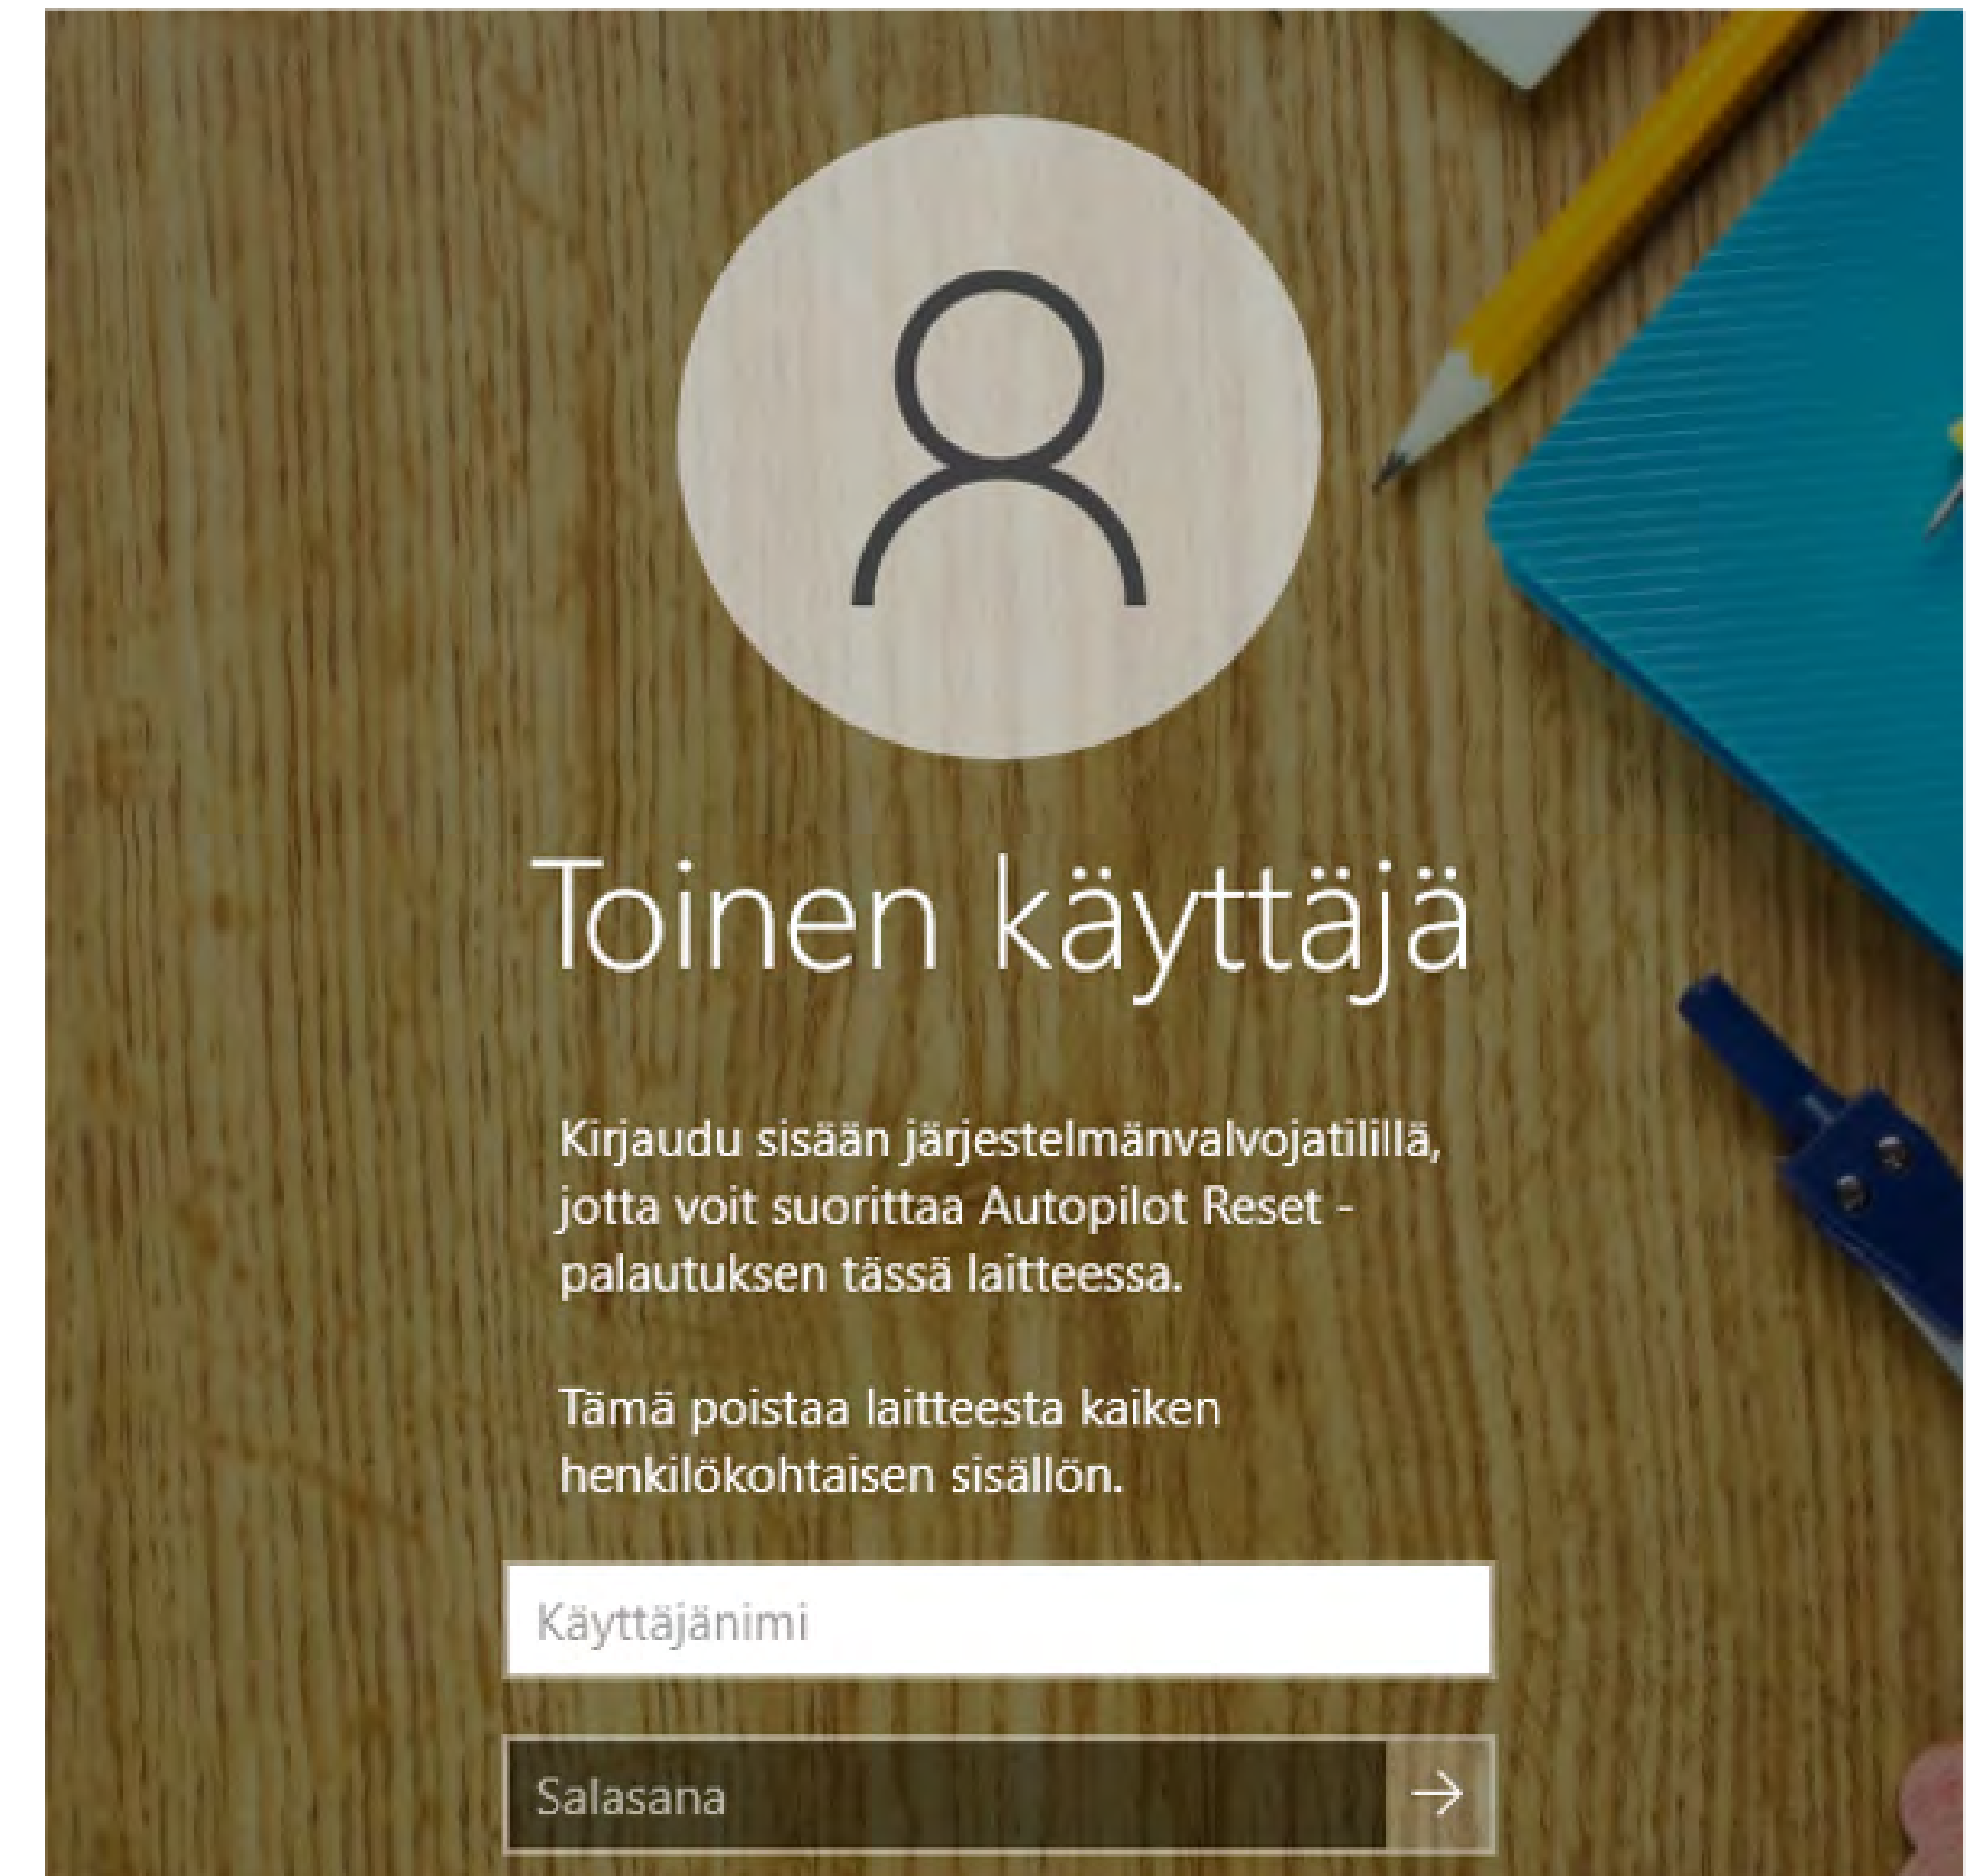 Toinen käyttäjä
Kirjaudu sisään järjestelmänvalvojatilillä,
jotta voit suorittaa Autopilot Reset -
palautuksen tässä laitteessa.
Tämä poistaa laitteesta kaiken
henkilökohtaisen sisällön.
Käyttäjänimi
Salasana